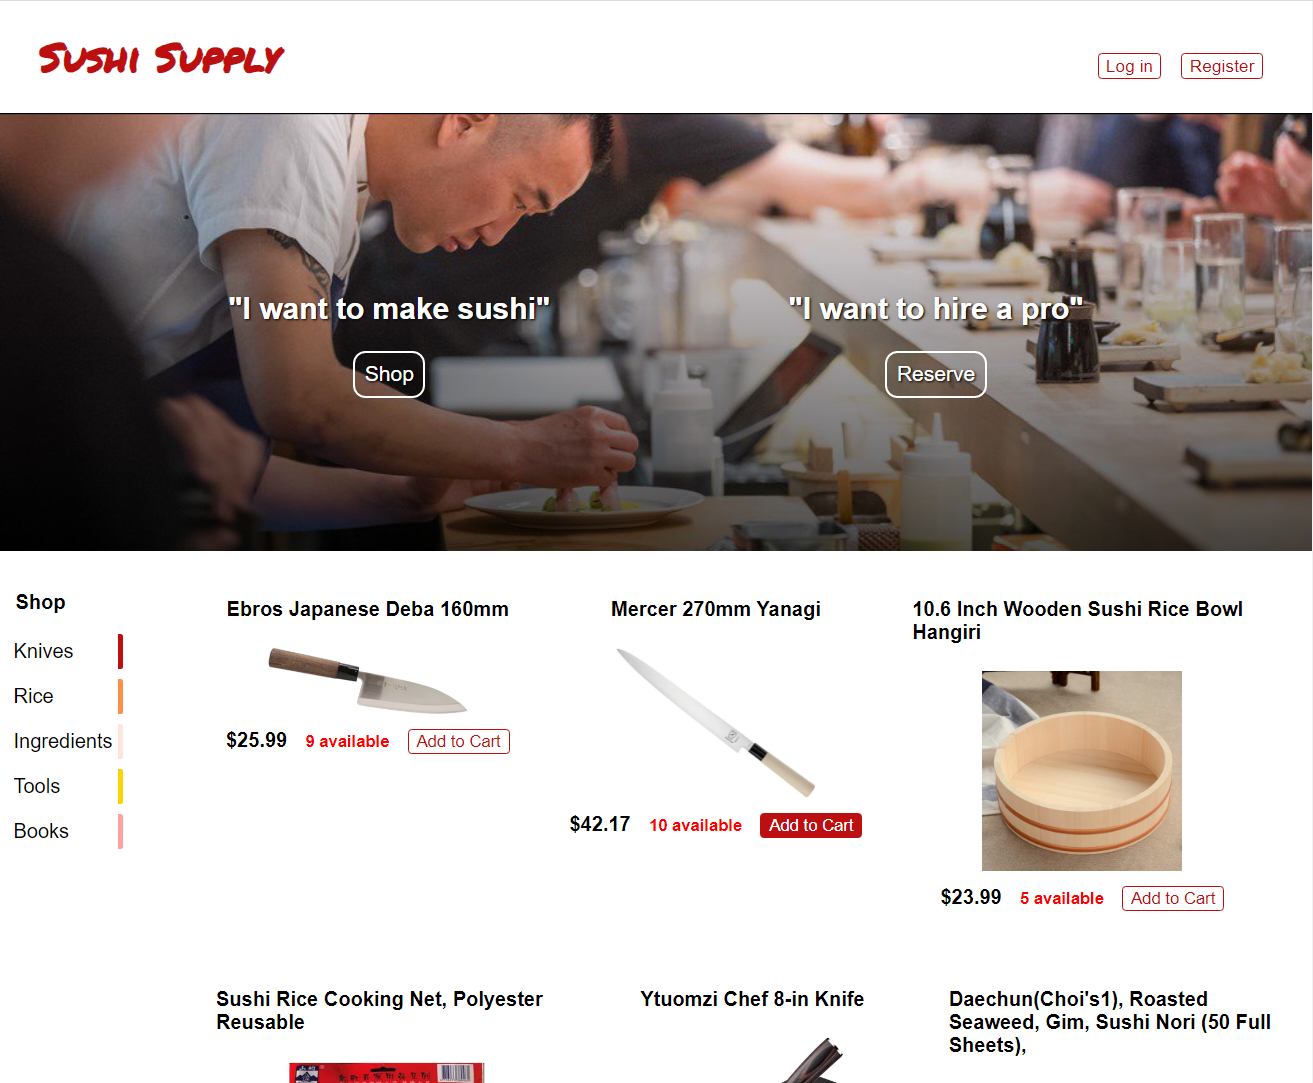 Sushi Supply
Log in
Register
"I want to make sushi"
"I want to hire a pro"
Shop
Reserve
Shop
Knives
Rice
Ingredients
Tools
Books
Ebros Japanese Deba 160mm
$25.99 9 available Add to Cart
Mercer 270mm Yanagi
$42.17 10 available Add to Cart
10.6 Inch Wooden Sushi Rice Bowl
Hangiri
$23.99 5 available Add to Cart
Sushi Rice Cooking Net, Polyester
Reusable
Ytuomzi Chef 8-in Knife
Daechun(Choi's1), Roasted
Seaweed, Gim, Sushi Nori (50 Full
Sheets),